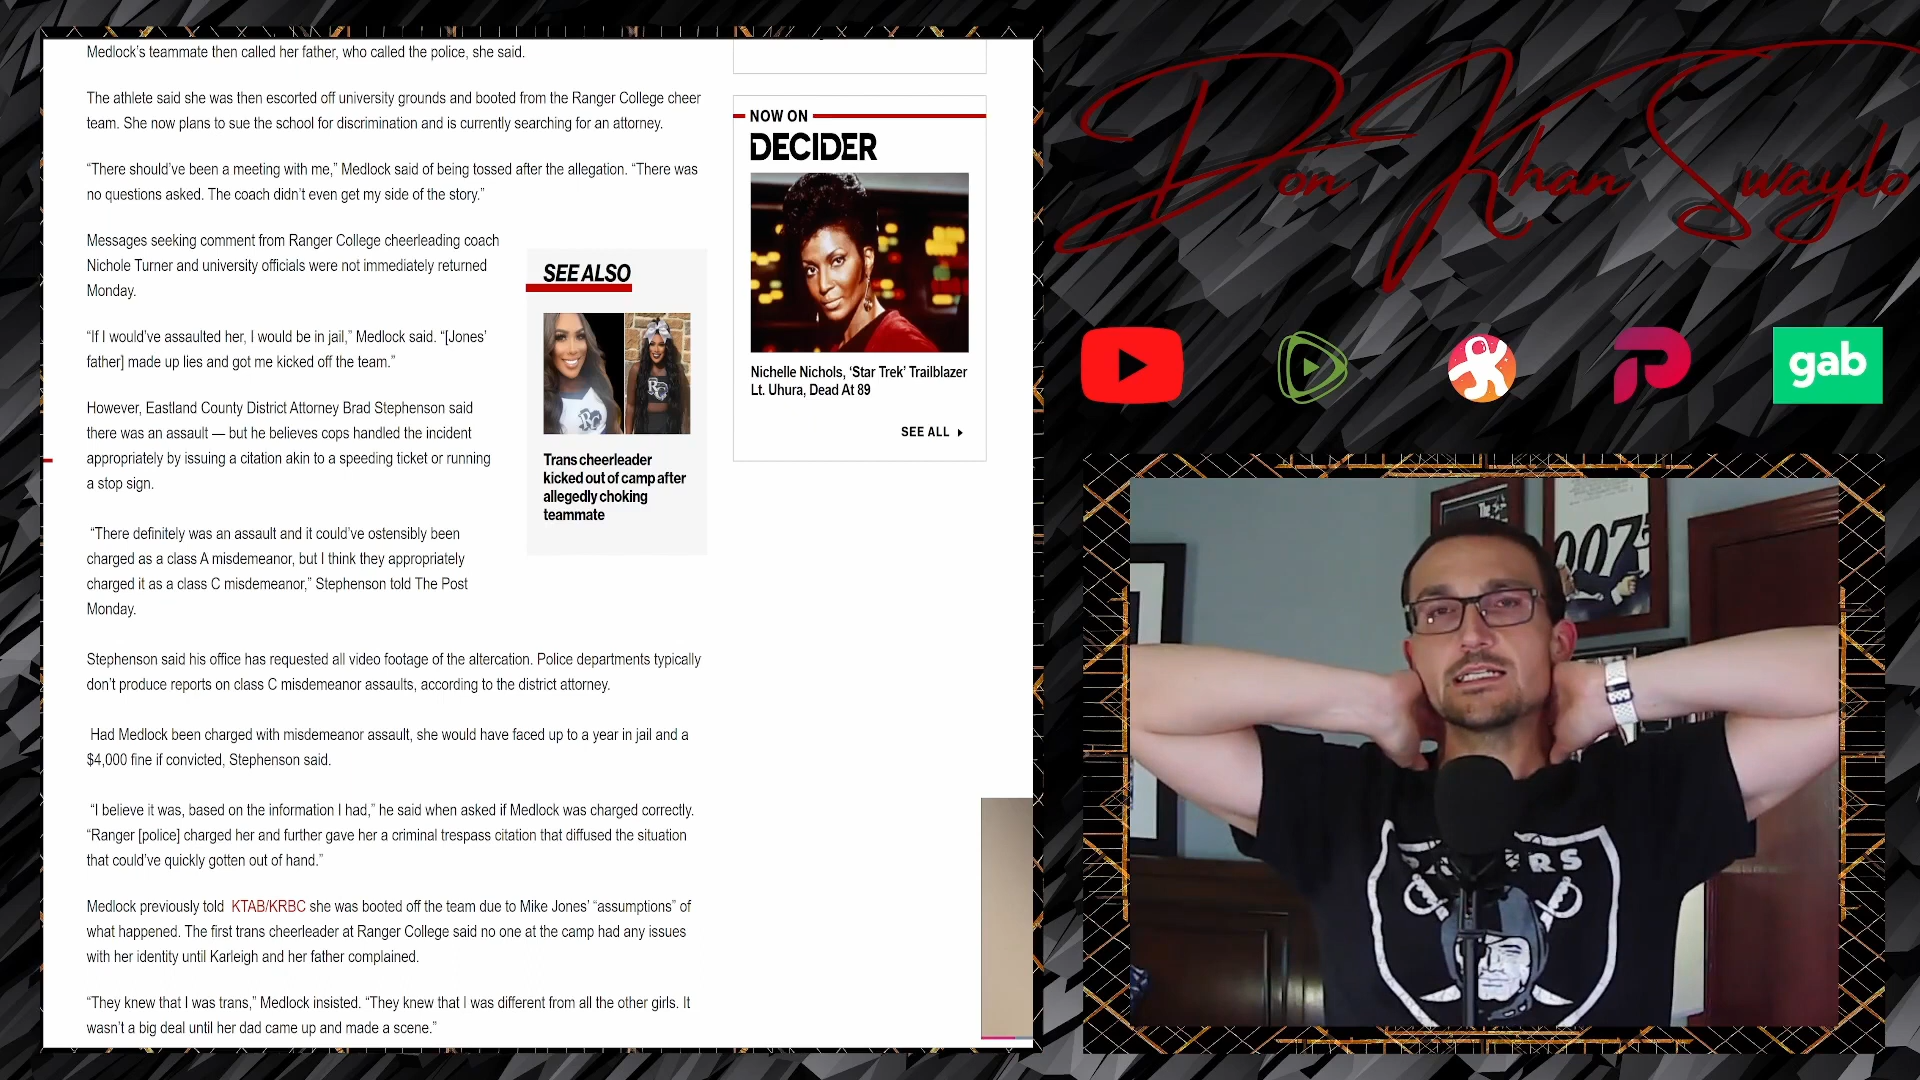 Medlock's teammate then called her father, who called the police, she said.
The athlete said she was then escorted off university grounds and booted from the Ranger College cheer
team. She now plans to sue the school for discrimination and is currently searching for an attorney.
“There should’ve been a meeting with me,” Medlock said of being tossed after the allegation. “There was
no questions asked. The coach didn’t even get my side of the story.”
Messages seeking comment from Ranger College cheerleading coach
Nichole Turner and university officials were not immediately returned
Monday.
“If I would’ve assaulted her, I would be in jail,” Medlock said. “[Jones’
father] made up lies and got me kicked off the team.”
However, Eastland County District Attorney Brad Stephenson said
there was an assault — but he believes cops handled the incident
appropriately by issuing a citation akin to a speeding ticket or running
a stop sign.
“There definitely was an assault and it could’ve ostensibly been
charged as a class A misdemeanor, but I think they appropriately
charged it as a class C misdemeanor,” Stephenson told The Post
Monday.
SEE ALSO
RC
RC
Trans cheerleader
kicked out of camp after
allegedly choking
teammate
Stephenson said his office has requested all video footage of the altercation. Police departments typically
don’t produce reports on class C misdemeanor assaults, according to the district attorney.
Had Medlock been charged with misdemeanor assault, she would have faced up to a year in jail and a
$4,000 fine if convicted, Stephenson said.
“I believe it was, based on the information I had,” he said when asked if Medlock was charged correctly.
“Ranger [police] charged her and further gave her a criminal trespass citation that diffused the situation
that could’ve quickly gotten out of hand.”
Medlock previously told KTAB/KRBC she was booted off the team due to Mike Jones’ “assumptions” of
what happened. The first trans cheerleader at Ranger College said no one at the camp had any issues
with her identity until Karleigh and her father complained.
“They knew that I was trans,” Medlock insisted. “They knew that I was different from all the other girls. It
wasn’t a big deal until her dad came up and made a scene.”
NOW ON
DECIDER
Nichelle Nichols, ‘Star Trek’ Trailblazer
Lt. Uhura, Dead At 89
SEE ALL
Don Khan Swaylo
gab
007
RAIDERS